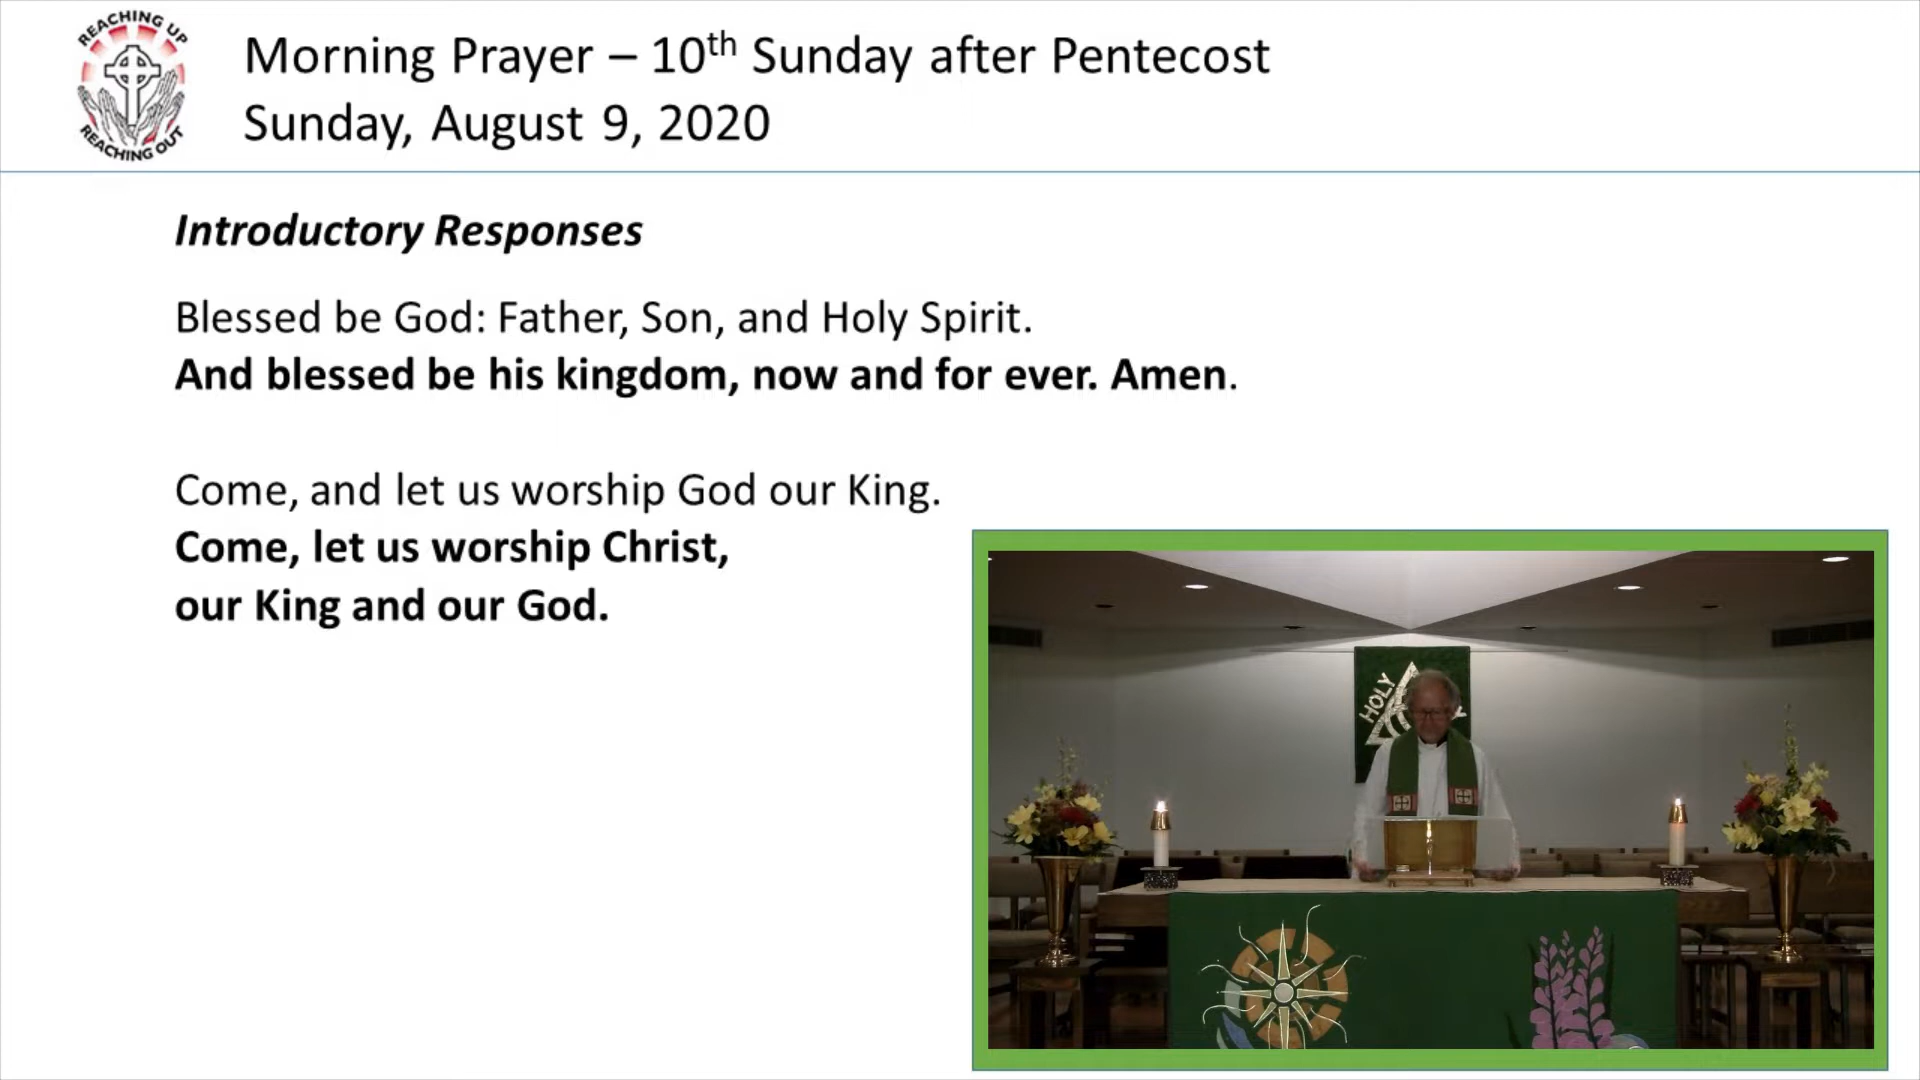 REACHING UP
REACHING OUT
Morning Prayer – 10th Sunday after Pentecost
Sunday, August 9, 2020
Introductory Responses
Blessed be God: Father, Son, and Holy Spirit.
And blessed be his kingdom, now and for ever. Amen.
Come, and let us worship God our King.
Come, let us worship Christ,
our King and our God.
HOLY